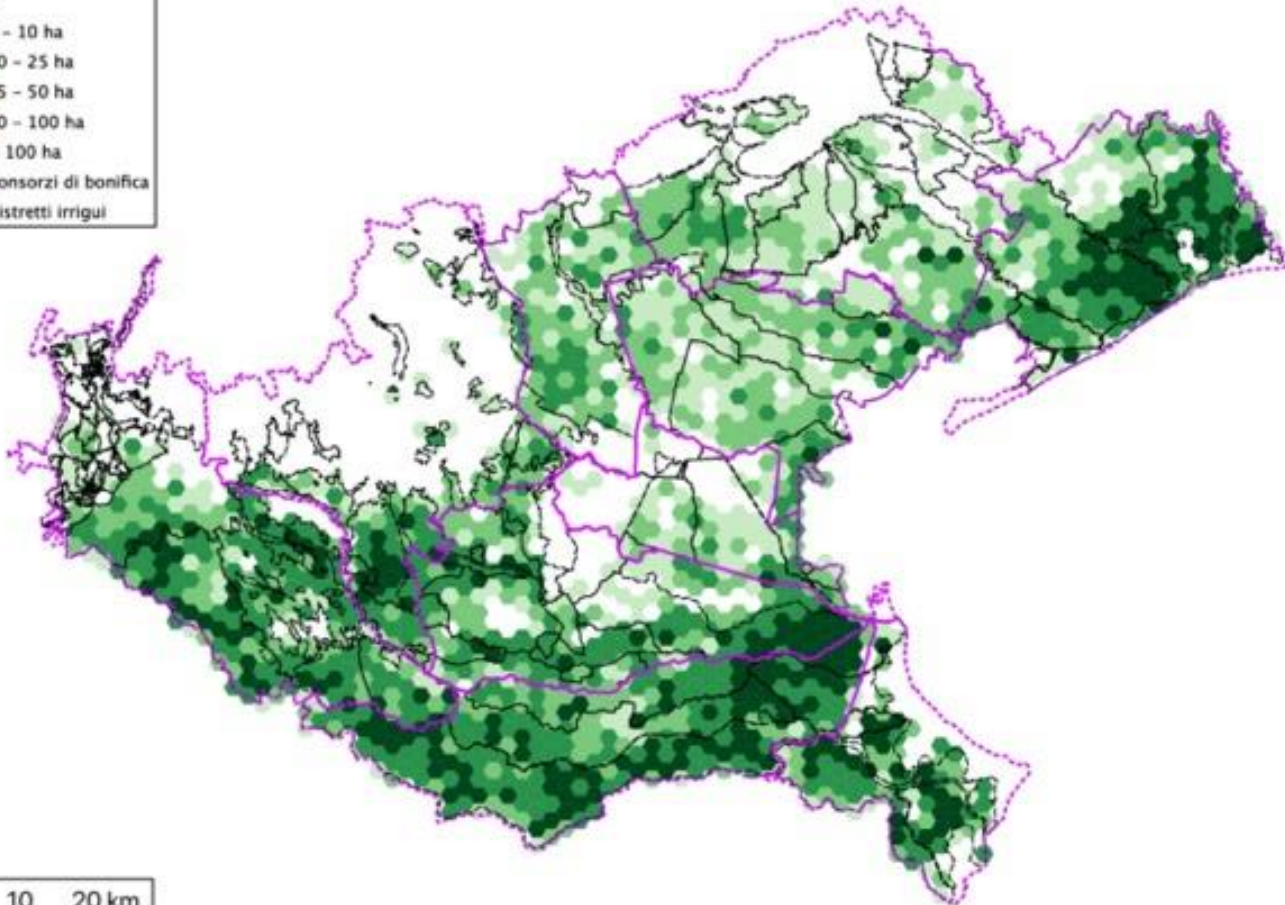 – 10 ha
0 – 25 ha
5 – 50 ha
0 – 100 ha
100 ha
onsorzi di bonifica
istretti irrigui
10 20 km